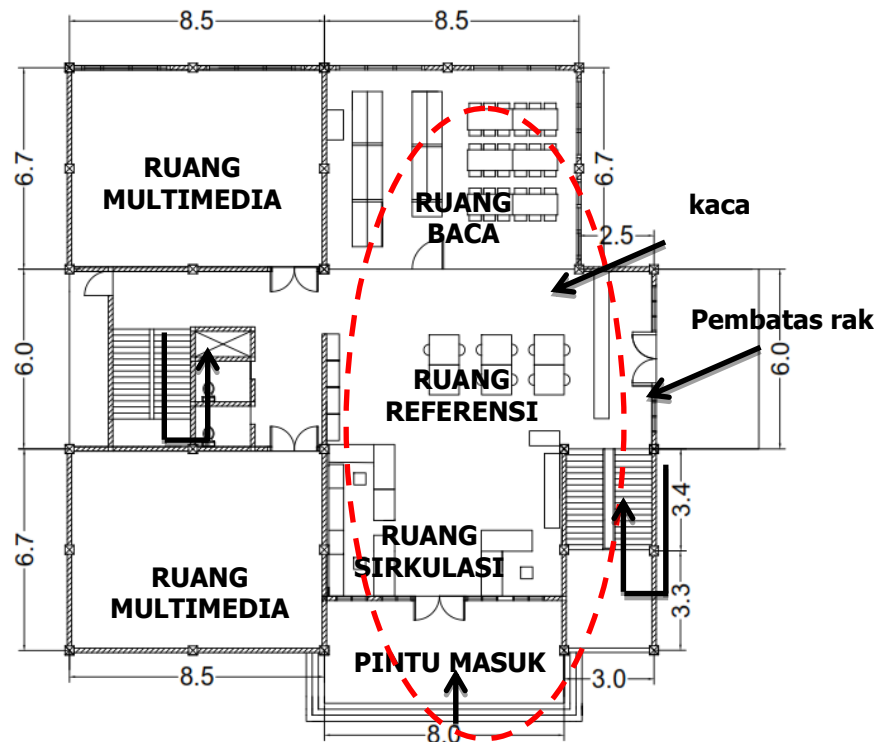 8.5
8.5
6.7
RUANG
MULTIMEDIA
RUANG
BACA
6.7
kaca
2.5
Pembatas rak
6.0
6.0
RUANG
REFERENSI
3.4
RUANG
SIRKULASI
6.7
RUANG
MULTIMEDIA
3.3
PINTU MASUK
8.5
3.0
8.0